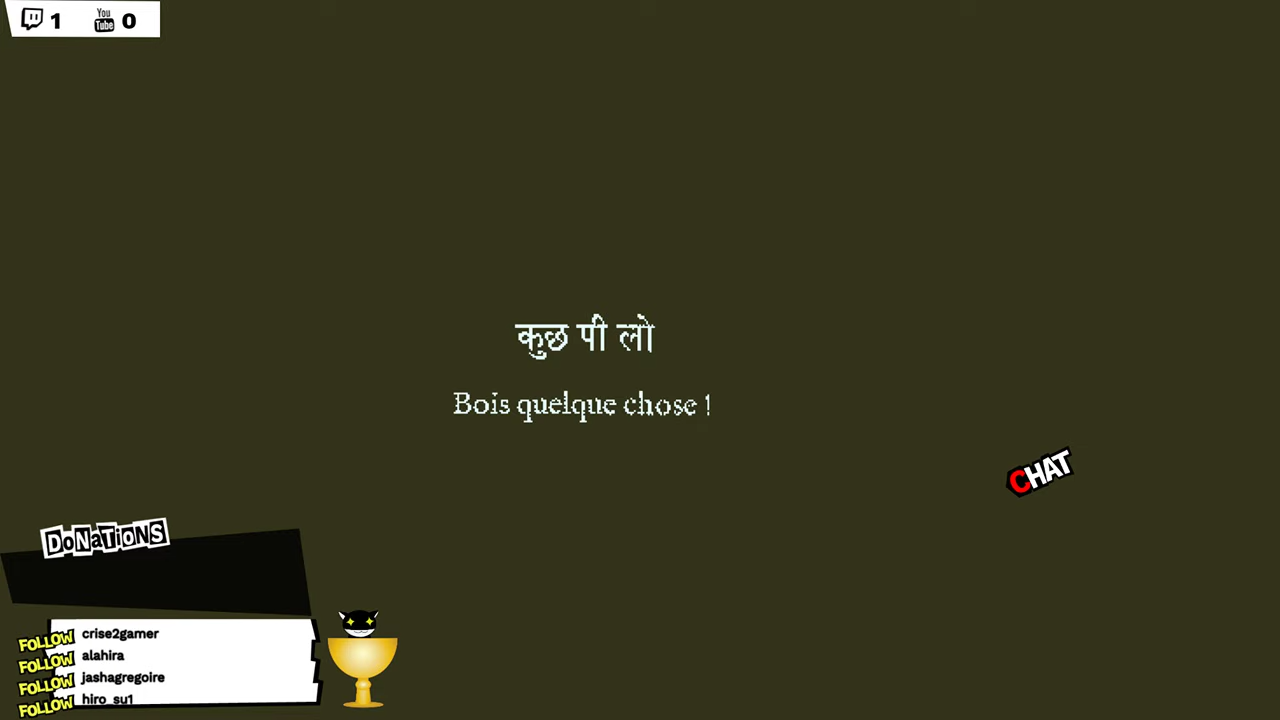 1 You Tube 0
कुछ पी लो
Bois quelque chose !
CHAT
DoNaTiONS
FOLLOW crise2gamer
FOLLOW alahira
FOLLOW jashagregoire
FOLLOW hiro_su1